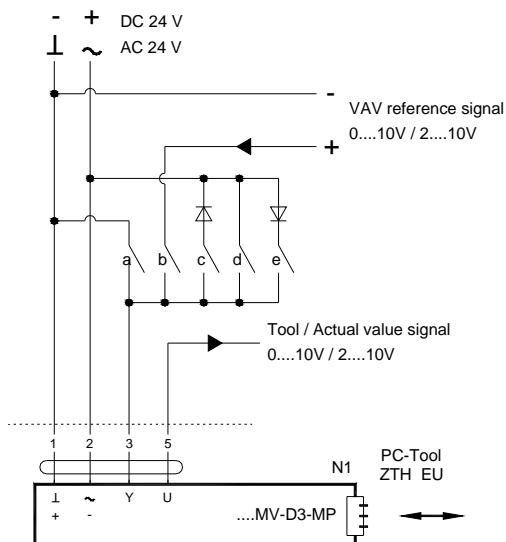 - + DC 24 V
⊥ ~ AC 24 V
-
VAV reference signal
0....10V / 2....10V
+
a b c d e
Tool / Actual value signal
0....10V / 2....10V
1 2 3 5
N1
PC-Tool
ZTH EU
⊥ ~ Y U
+ -
....MV-D3-MP